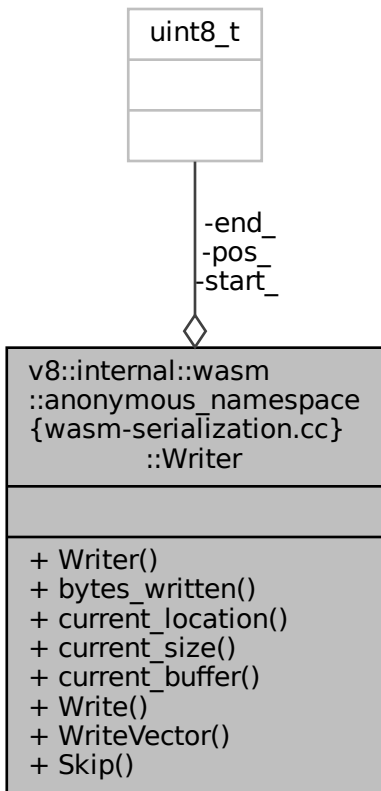 uint8_t
-end_
-pos_
-start_
v8::internal::wasm
::anonymous_namespace
{wasm-serialization.cc}
::Writer
+ Writer()
+ bytes_written()
+ current_location()
+ current_size()
+ current_buffer()
+ Write()
+ WriteVector()
+ Skip()